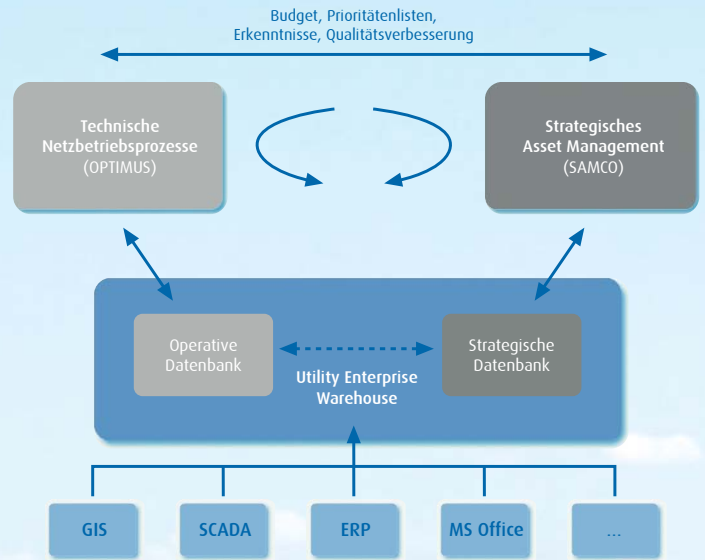 Budget, Prioritätenlisten,
Erkenntnisse, Qualitätsverbesserung
Technische
Netzbetriebsprozesse
(OPTIMUS)
Strategisches
Asset Management
(SAMCO)
Operative
Datenbank
Strategische
Datenbank
Utility Enterprise
Warehouse
GIS
SCADA
ERP
MS Office
...